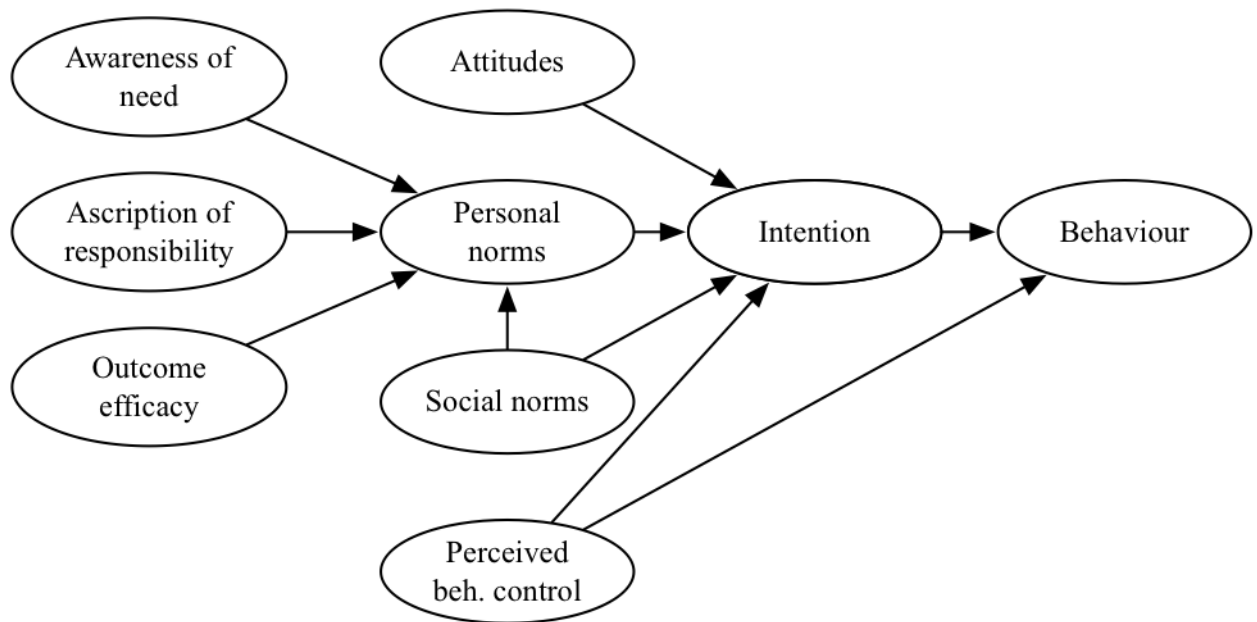 Awareness of
need
Attitudes
Ascription of
responsibility
Personal
norms
Intention
Behaviour
Outcome
efficacy
Social norms
Perceived
beh. control